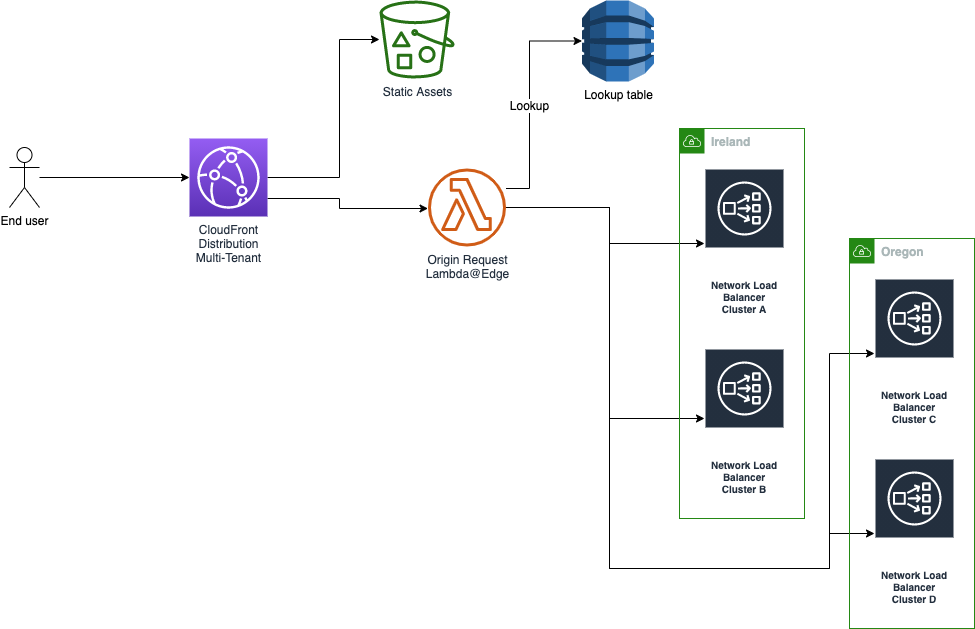 Static Assets
Lookup table
Lookup
End user
CloudFront
Distribution
Multi-Tenant
Origin Request
Lambda@Edge
Ireland
Network Load
Balancer
Cluster A
Network Load
Balancer
Cluster B
Oregon
Network Load
Balancer
Cluster C
Network Load
Balancer
Cluster D